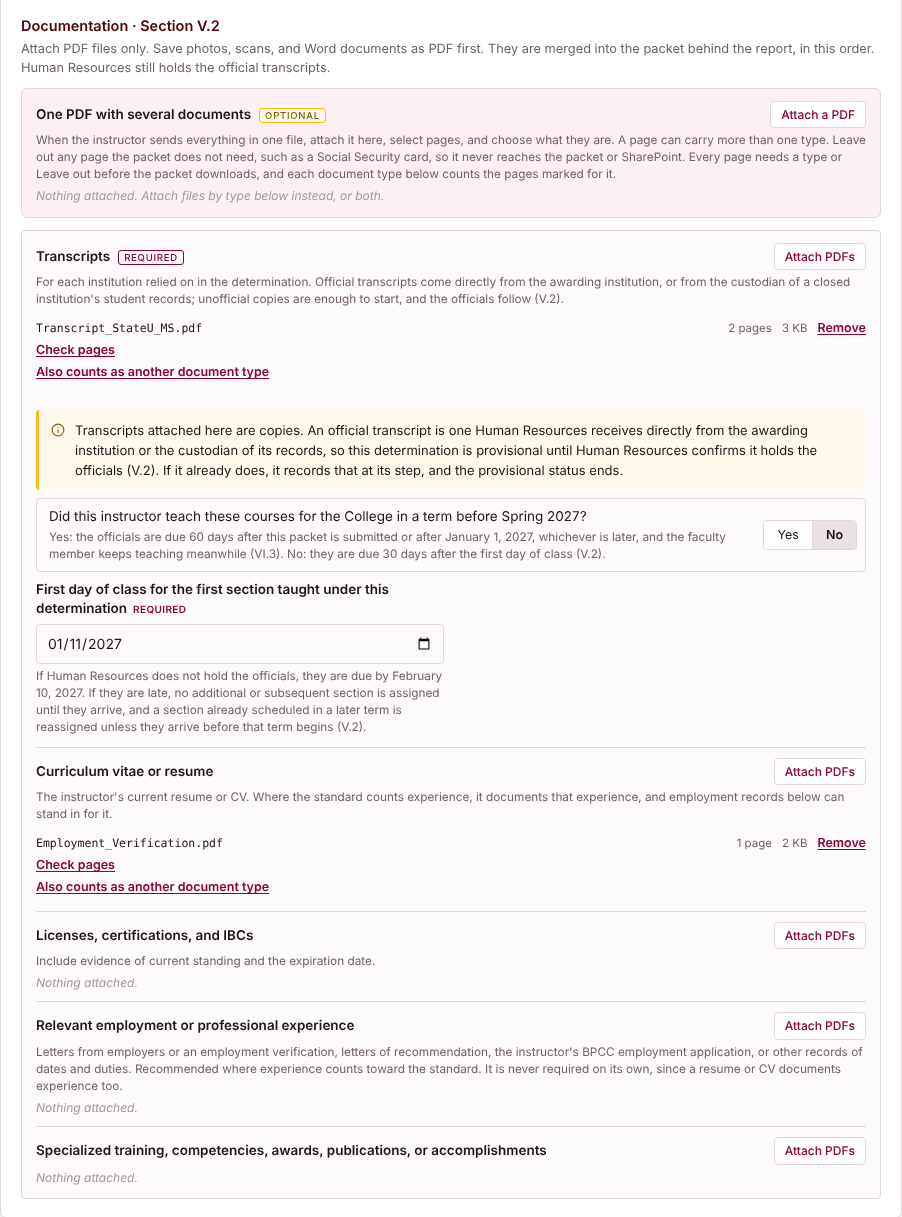 Documentation · Section V.2
Attach PDF files only. Save photos, scans, and Word documents as PDF first. They are merged into the packet behind the report, in this order.
Human Resources still holds the official transcripts.
One PDF with several documents OPTIONAL
Attach a PDF
When the instructor sends everything in one file, attach it here, select pages, and choose what they are. A page can carry more than one type. Leave
out any page the packet does not need, such as a Social Security card, so it never reaches the packet or SharePoint. Every page needs a type or
Leave out before the packet downloads, and each document type below counts the pages marked for it.
Nothing attached. Attach files by type below instead, or both.
Transcripts REQUIRED
Attach PDFs
For each institution relied on in the determination. Official transcripts come directly from the awarding institution, or from the custodian of a closed
institution's student records; unofficial copies are enough to start, and the officials follow (V.2).
Transcript_StateU_MS.pdf 2 pages 3 KB Remove
Check pages
Also counts as another document type
Transcripts attached here are copies. An official transcript is one Human Resources receives directly from the awarding
institution or the custodian of its records, so this determination is provisional until Human Resources confirms it holds the
officials (V.2). If it already does, it records that at its step, and the provisional status ends.
Did this instructor teach these courses for the College in a term before Spring 2027?
Yes: the officials are due 60 days after this packet is submitted or after January 1, 2027, whichever is later, and the faculty
member keeps teaching meanwhile (VI.3). No: they are due 30 days after the first day of class (V.2).
Yes No
First day of class for the first section taught under this
determination REQUIRED
01/11/2027
If Human Resources does not hold the officials, they are due by February
10, 2027. If they are late, no additional or subsequent section is assigned
until they arrive, and a section already scheduled in a later term is
reassigned unless they arrive before that term begins (V.2).
Curriculum vitae or resume
Attach PDFs
The instructor's current resume or CV. Where the standard counts experience, it documents that experience, and employment records below can
stand in for it.
Employment_Verification.pdf 1 page 2 KB Remove
Check pages
Also counts as another document type
Licenses, certifications, and IBCs
Attach PDFs
Include evidence of current standing and the expiration date.
Nothing attached.
Relevant employment or professional experience
Attach PDFs
Letters from employers or an employment verification, letters of recommendation, the instructor's BPCC employment application, or other records of
dates and duties. Recommended where experience counts toward the standard. It is never required on its own, since a resume or CV documents
experience too.
Nothing attached.
Specialized training, competencies, awards, publications, or accomplishments
Attach PDFs
Nothing attached.